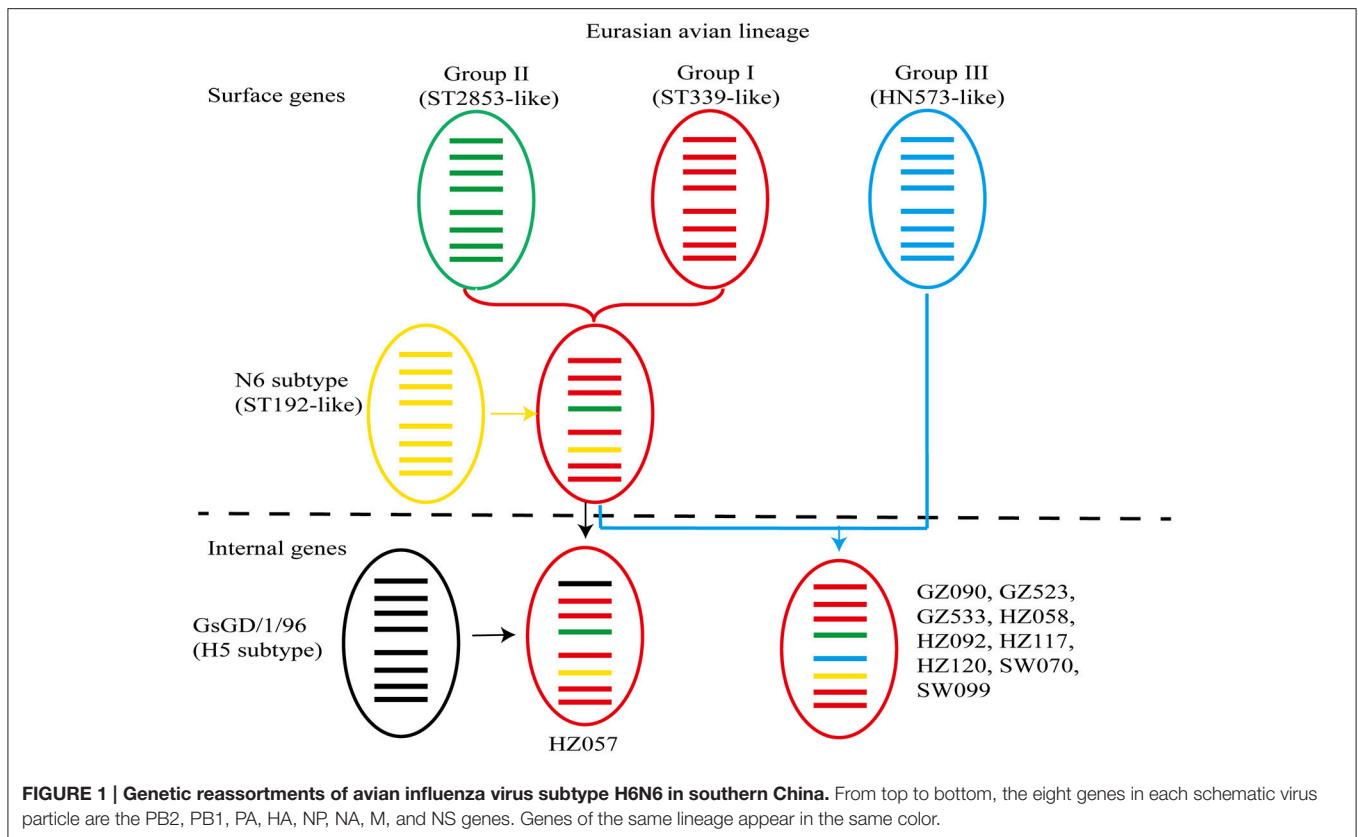 Eurasian avian lineage
Surface genes
Group II
(ST2853-like)
Group I
(ST339-like)
Group III
(HN573-like)
N6 subtype
(ST192-like)
Internal genes
GsGD/1/96
(H5 subtype)
HZ057
GZ090, GZ523,
GZ533, HZ058,
HZ092, HZ117,
HZ120, SW070,
SW099
FIGURE 1 | Genetic reassortments of avian influenza virus subtype H6N6 in southern China. From top to bottom, the eight genes in each schematic virus
particle are the PB2, PB1, PA, HA, NP, NA, M, and NS genes. Genes of the same lineage appear in the same color.